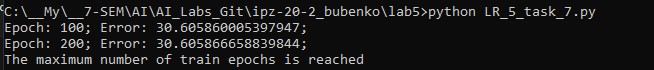 C:\__My\__7-SEM\AI\AI_Labs_Git\ipz-20-2_bubenko\lab5>python LR_5_task_7.py
Epoch: 100; Error: 30.605860005397947;
Epoch: 200; Error: 30.605866658839844;
The maximum number of train epochs is reached